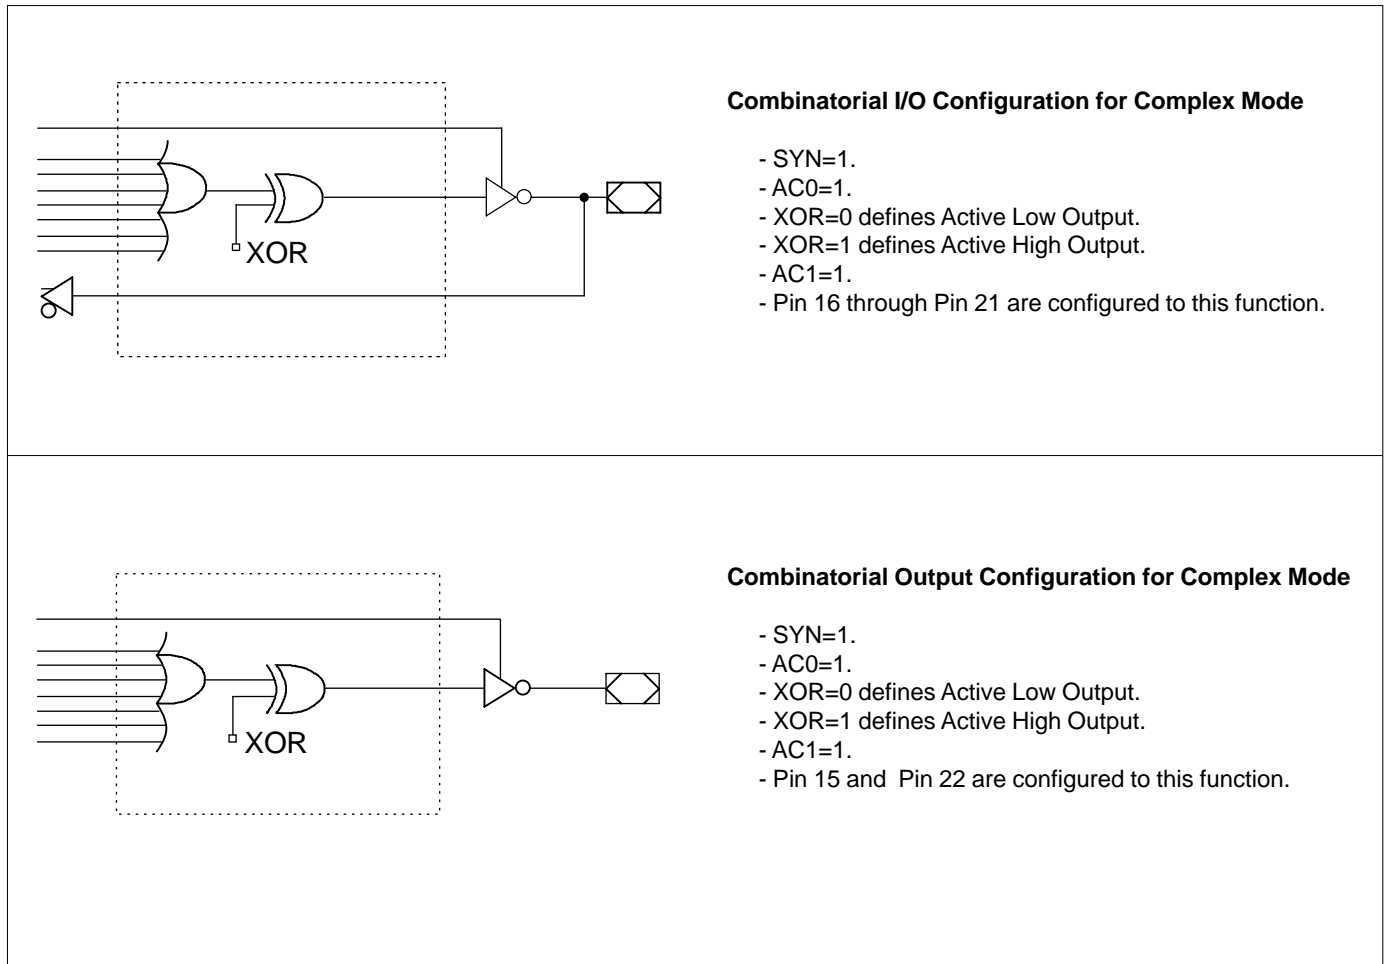 Combinatorial I/O Configuration for Complex Mode
- SYN=1.
- AC0=1.
- XOR=0 defines Active Low Output.
- XOR=1 defines Active High Output.
- AC1=1.
- Pin 16 through Pin 21 are configured to this function.
XOR
Combinatorial Output Configuration for Complex Mode
- SYN=1.
- AC0=1.
- XOR=0 defines Active Low Output.
- XOR=1 defines Active High Output.
- AC1=1.
- Pin 15 and  Pin 22 are configured to this function.
XOR